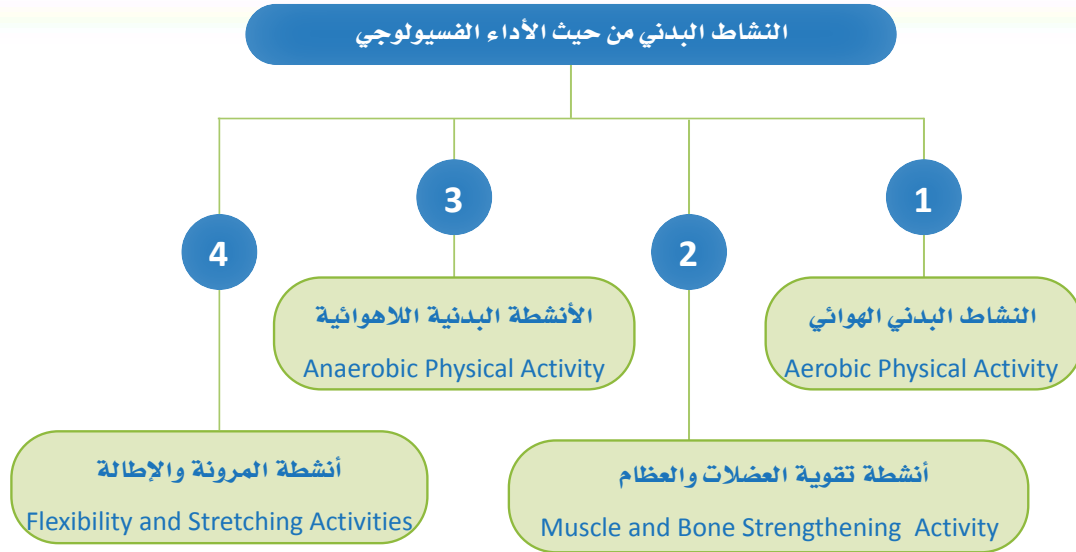 النشاط البدني من حيث الأداء الفسيولوجي
1
النشاط البدني الهوائي
Aerobic Physical Activity
2
أنشطة تقوية العضلات والعظام
Muscle and Bone Strengthening Activity
3
الأنشطة البدنية اللاهوائية
Anaerobic Physical Activity
4
أنشطة المرونة والإطالة
Flexibility and Stretching Activities